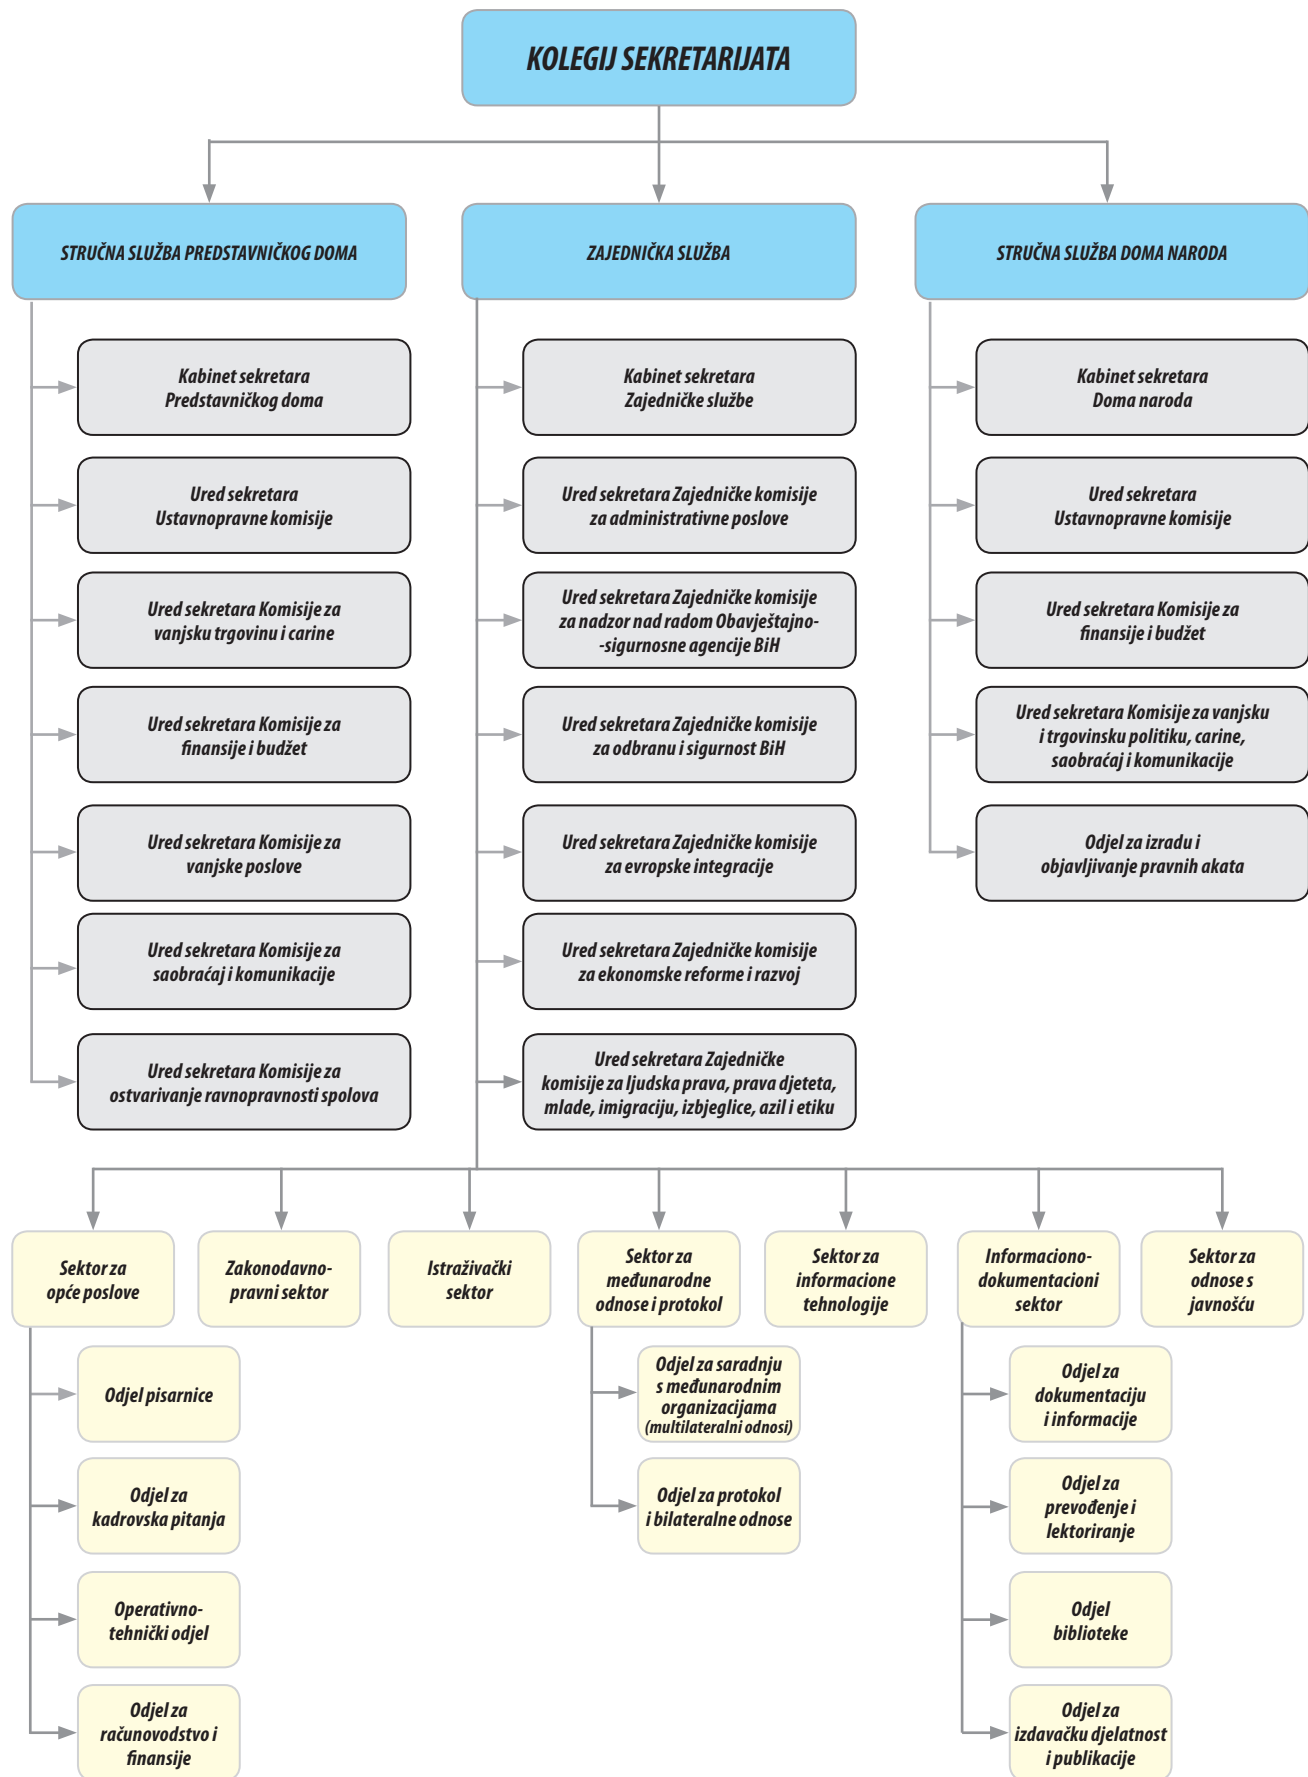 KOLEGIJ SEKRETARIJATA
STRUČNA SLUŽBA PREDSTAVNIČKOG DOMA
ZAJEDNIČKA SLUŽBA
STRUČNA SLUŽBA DOMA NARODA
Kabinet sekretara
Predstavničkog doma
Ured sekretara
Ustavnopravne komisije
Ured sekretara Komisije za
vanjsku trgovinu i carine
Ured sekretara Komisije za
finansije i budžet
Ured sekretara Komisije za
vanjske poslove
Ured sekretara Komisije za
saobraćaj i komunikacije
Ured sekretara Komisije za
ostvarivanje ravnopravnosti spolova
Kabinet sekretara
Zajedničke službe
Ured sekretara Zajedničke komisije
za administrativne poslove
Ured sekretara Zajedničke komisije
za nadzor nad radom Obavještajno-
-sigurnosne agencije BiH
Ured sekretara Zajedničke komisije
za odbranu i sigurnost BiH
Ured sekretara Zajedničke komisije
za evropske integracije
Ured sekretara Zajedničke komisije
za ekonomske reforme i razvoj
Ured sekretara Zajedničke
komisije za ljudska prava, prava djeteta,
mlade, imigraciju, izbjeglice, azil i etiku
Kabinet sekretara
Doma naroda
Ured sekretara
Ustavnopravne komisije
Ured sekretara Komisije za
finansije i budžet
Ured sekretara Komisije za vanjsku
i trgovinsku politiku, carine,
saobraćaj i komunikacije
Odjel za izradu i
objavljivanje pravnih akata
Sektor za
opće poslove
Zakonodavno-
pravni sektor
Istraživački
sektor
Sektor za
međunarodne
odnose i protokol
Sektor za
informacione
tehnologije
Informaciono-
dokumentacioni
sektor
Sektor za
odnose s
javnošću
Odjel pisarnice
Odjel za
kadrovska pitanja
Operativno-
tehnički odjel
Odjel za
računovodstvo i
finansije
Odjel za saradnju
s međunarodnim
organizacijama
(multilateralni odnosi)
Odjel za protokol
i bilateralne odnose
Odjel za
dokumentaciju
i informacije
Odjel za
prevođenje i
lektoriranje
Odjel
biblioteke
Odjel za
izdavačku djelatnost
i publikacije